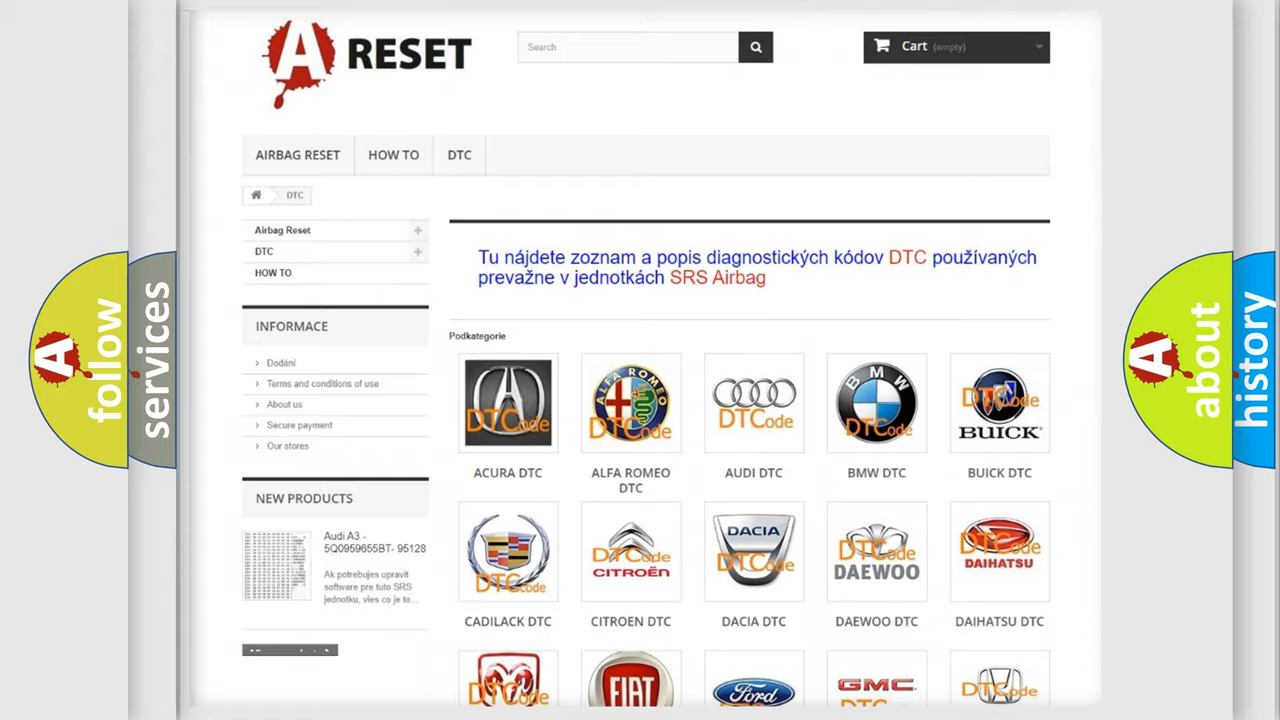 A RESET
Search
Cart (empty)
AIRBAG RESET
HOW TO
DTC
DTC
Airbag Reset
DTC
HOW TO
INFORMACE
Dodání
Terms and conditions of use
About us
Secure payment
Our stores
NEW PRODUCTS
Audi A3 -
5Q0959655BT- 95128
Ak potrebujes upravit
software pre tuto SRS
jednotku, vies co je to...
Tu nájdete zoznam a popis diagnostických kódov DTC používaných
prevažne v jednotkách SRS Airbag
Podkategorie
DTCode
ALFA ROMEO
DTCode
DTCode
BMW
DTCode
DTCode
BUICK
ACURA DTC
ALFA ROMEO
DTC
AUDI DTC
BMW DTC
BUICK DTC
DTCode
DTCode
CITROËN
DACIA
DTCode
DTCode
DAEWOO
DTCode
DAIHATSU
CADILACK DTC
CITROEN DTC
DACIA DTC
DAEWOO DTC
DAIHATSU DTC
DTCode
FIAT
Ford
GMC
DTCode
A follow
services
A about
history